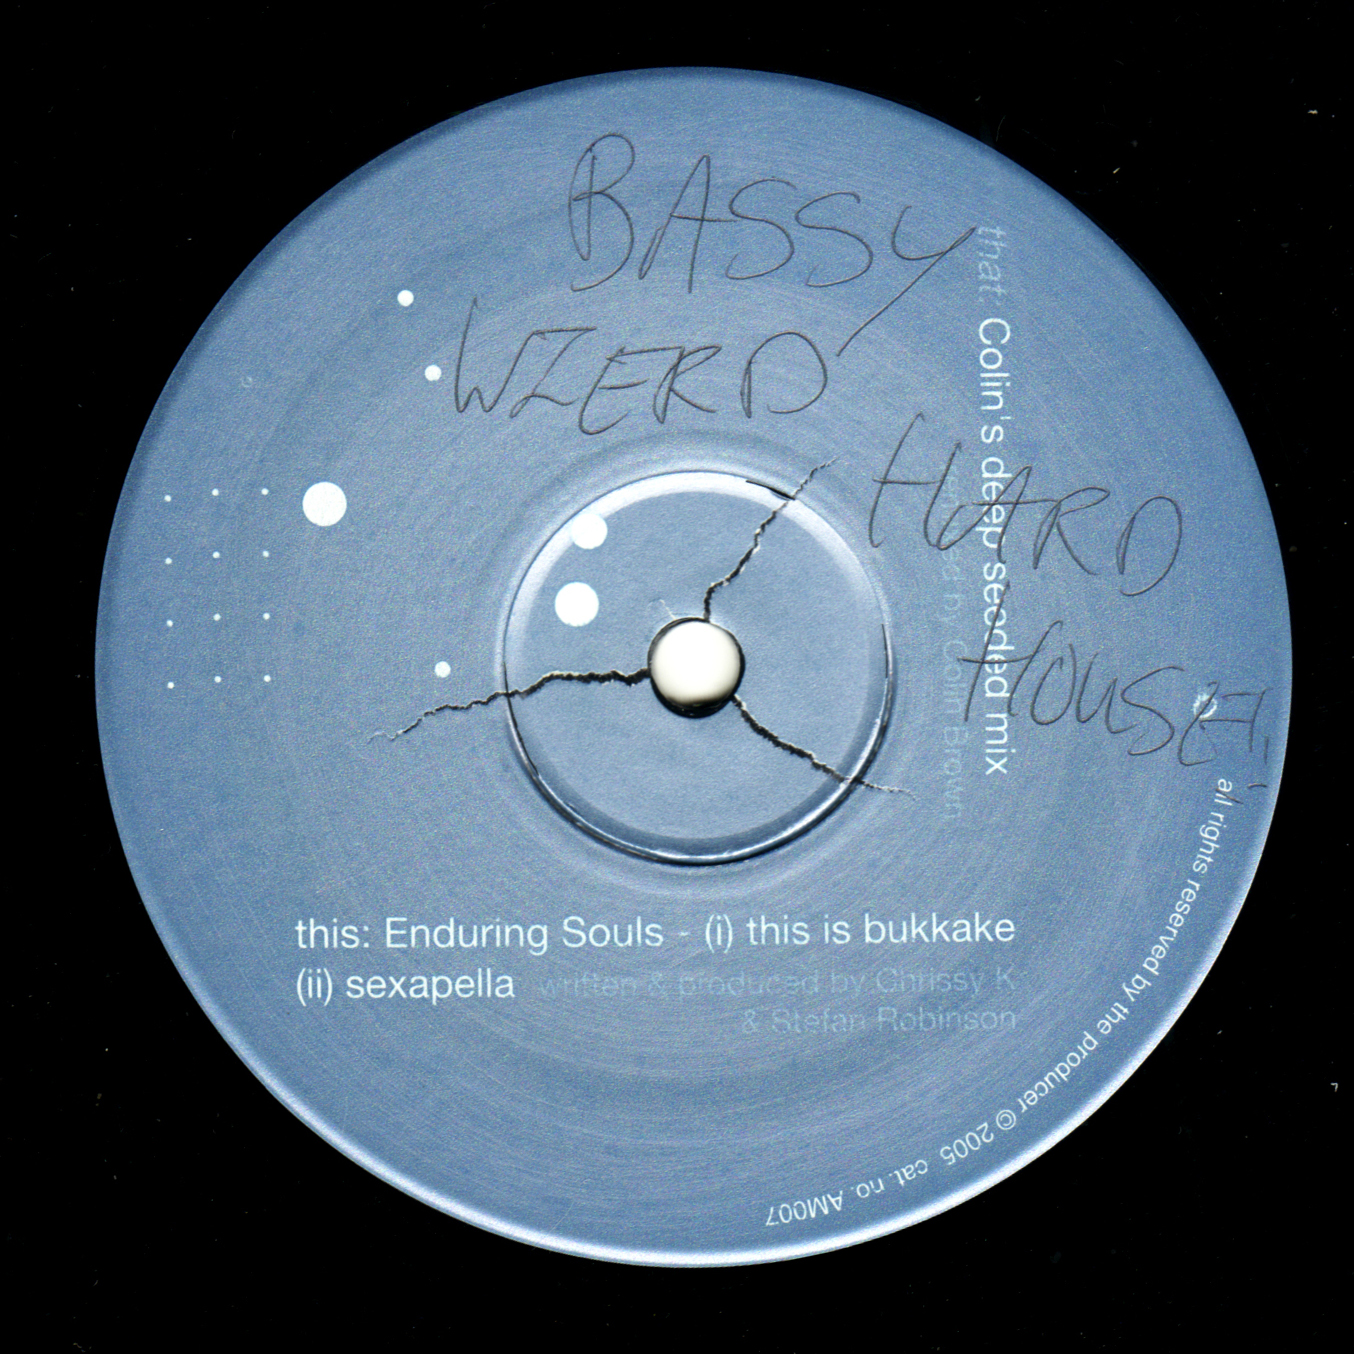 BASSY
WZERD
HARD
HOUSE!
that: Colin's deep seeded mix
by Colin Brown
this: Enduring Souls - (i) this is bukkake
(ii) sexapella written & produced by Chrissy K
& Stefan Robinson
all rights reserved by the producer © 2005 cat. no. AM007